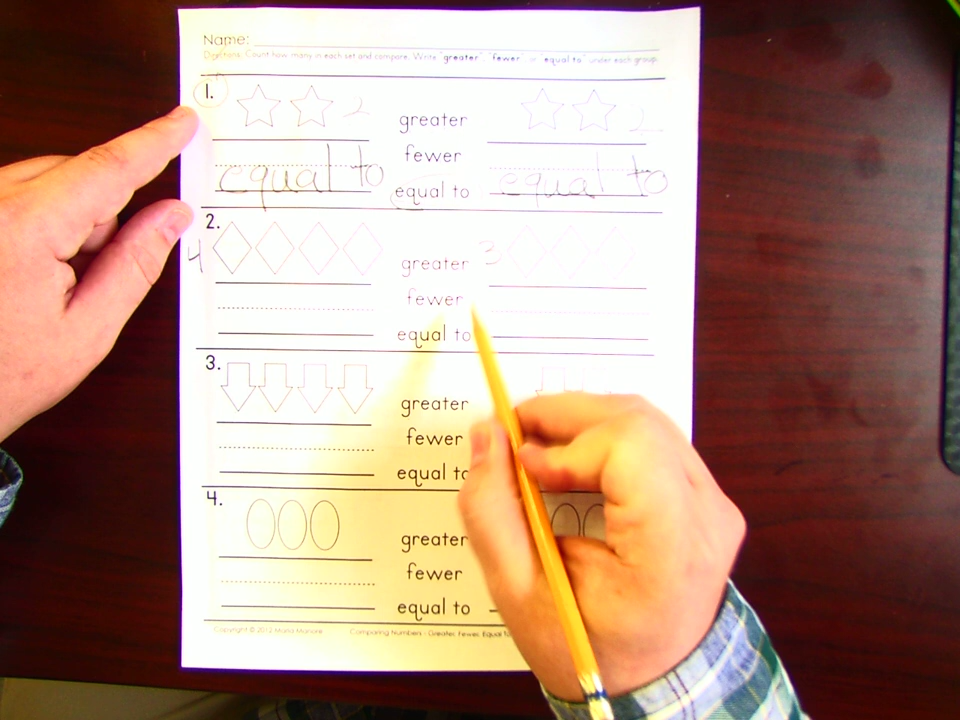 Name:
Directions: Count how many in each set and compare. Write "greater", "fewer" or "equal to" under each group.
1.
2
greater
2
fewer
equal to
equal to
equal to
2.
4
greater
3
fewer
equal to
3.
greater
fewer
equal to
4.
greater
fewer
equal to
Copyright © 2012 Maria Manore
Comparing Numbers - Greater, Fewer, Equal To